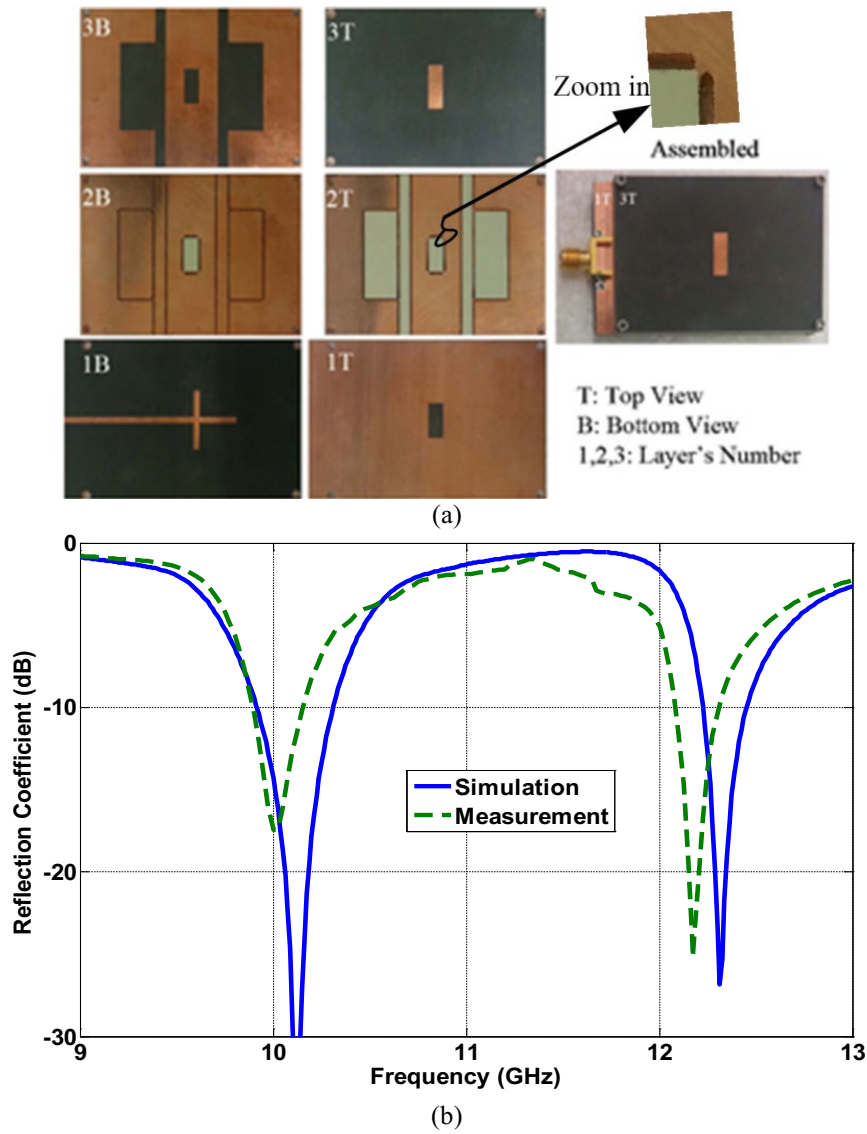 3B
3T
Zoom in
Assembled
2B
2T
1T
3T
1B
1T
T: Top View
B: Bottom View
1,2,3: Layer's Number
(a)
0
-10
-20
-30
Reflection Coefficient (dB)
Simulation
Measurement
9
10
11
12
13
Frequency (GHz)
(b)